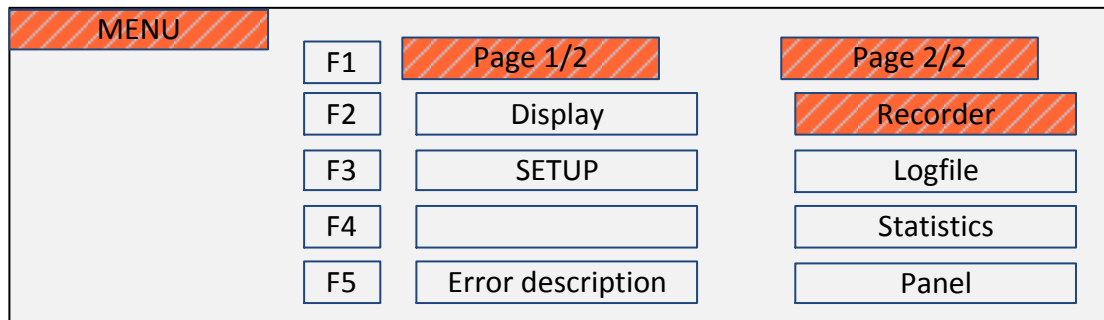 MENU
F1 Page 1/2 Page 2/2
F2 Display Recorder
F3 SETUP Logfile
F4 Statistics
F5 Error description Panel